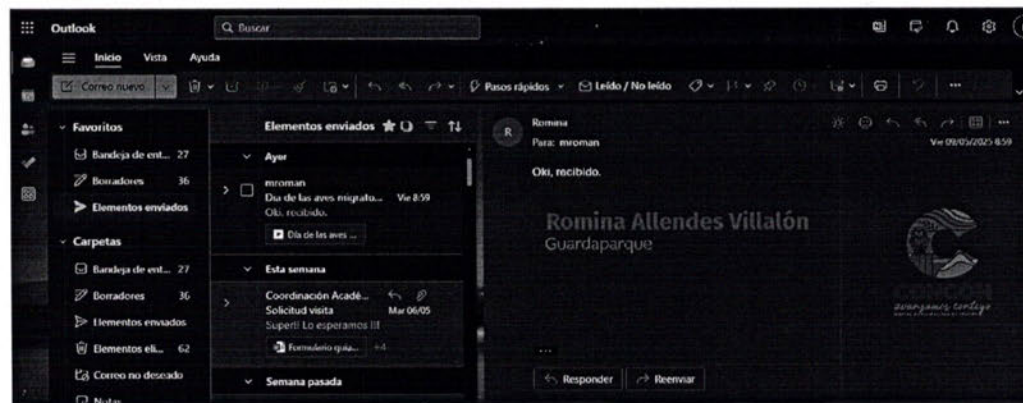 Outlook
Buscar
Inicio Vista Ayuda
Correo nuevo
Pasos rápidos
Leído / No leído
Favoritos
Bandeja de ent... 27
Borradores 36
Elementos enviados
Carpetas
Bandeja de ent... 27
Borradores 36
Elementos enviados
Elementos eli... 62
Correo no deseado
Notas
Elementos enviados
Ayer
mroman
Día de las aves migrato... Vie 8:59
Oki, recibido.
Día de las aves ...
Esta semana
Coordinación Acadé...
Solicitud visita Mar 06/05
Super!! Lo esperamos !!!
Formulario guia... +4
Semana pasada
R
Romina
Para: mroman
Vie 09/05/2025 8:59
Oki, recibido.
Romina Allendes Villalón
Guardaparque
CONCÓN
avanzamos contigo
Responder
Reenviar